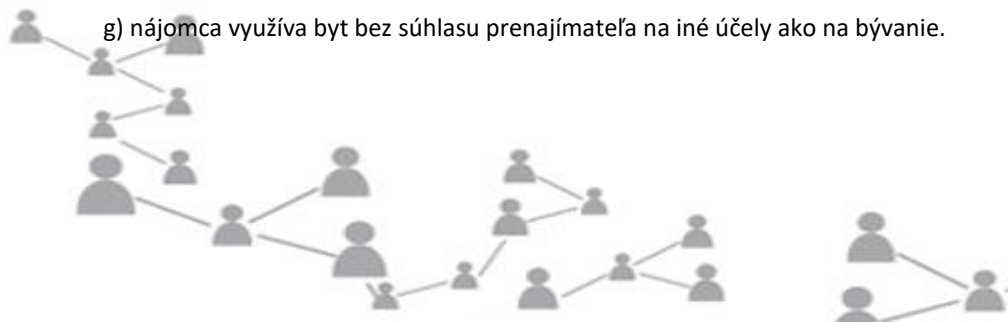 g) nájomca využíva byt bez súhlasu prenajímateľa na iné účely ako na bývanie.